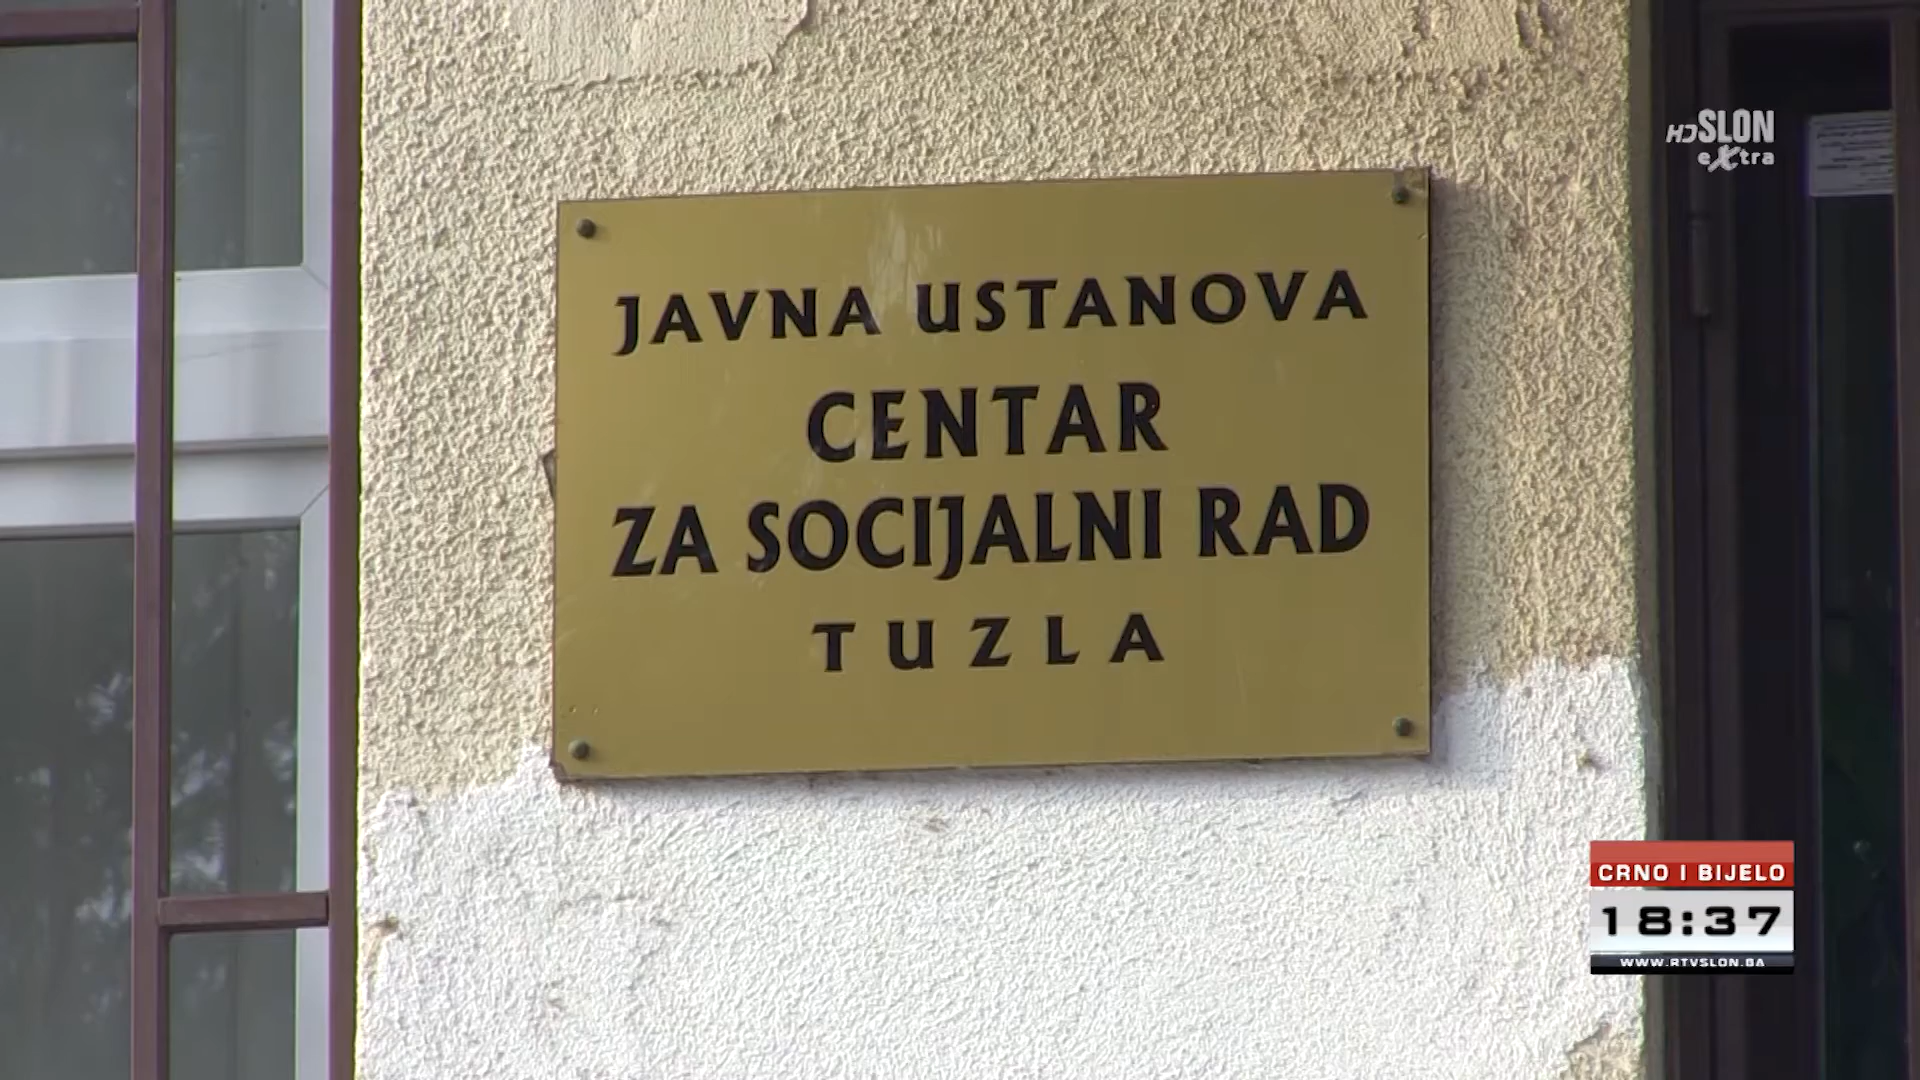 JAVNA USTANOVA
CENTAR
ZA SOCIJALNI RAD
TUZLA
HD SLON
eXtra
CRNO I BIJELO
18:37
WWW.RTVSLON.BA